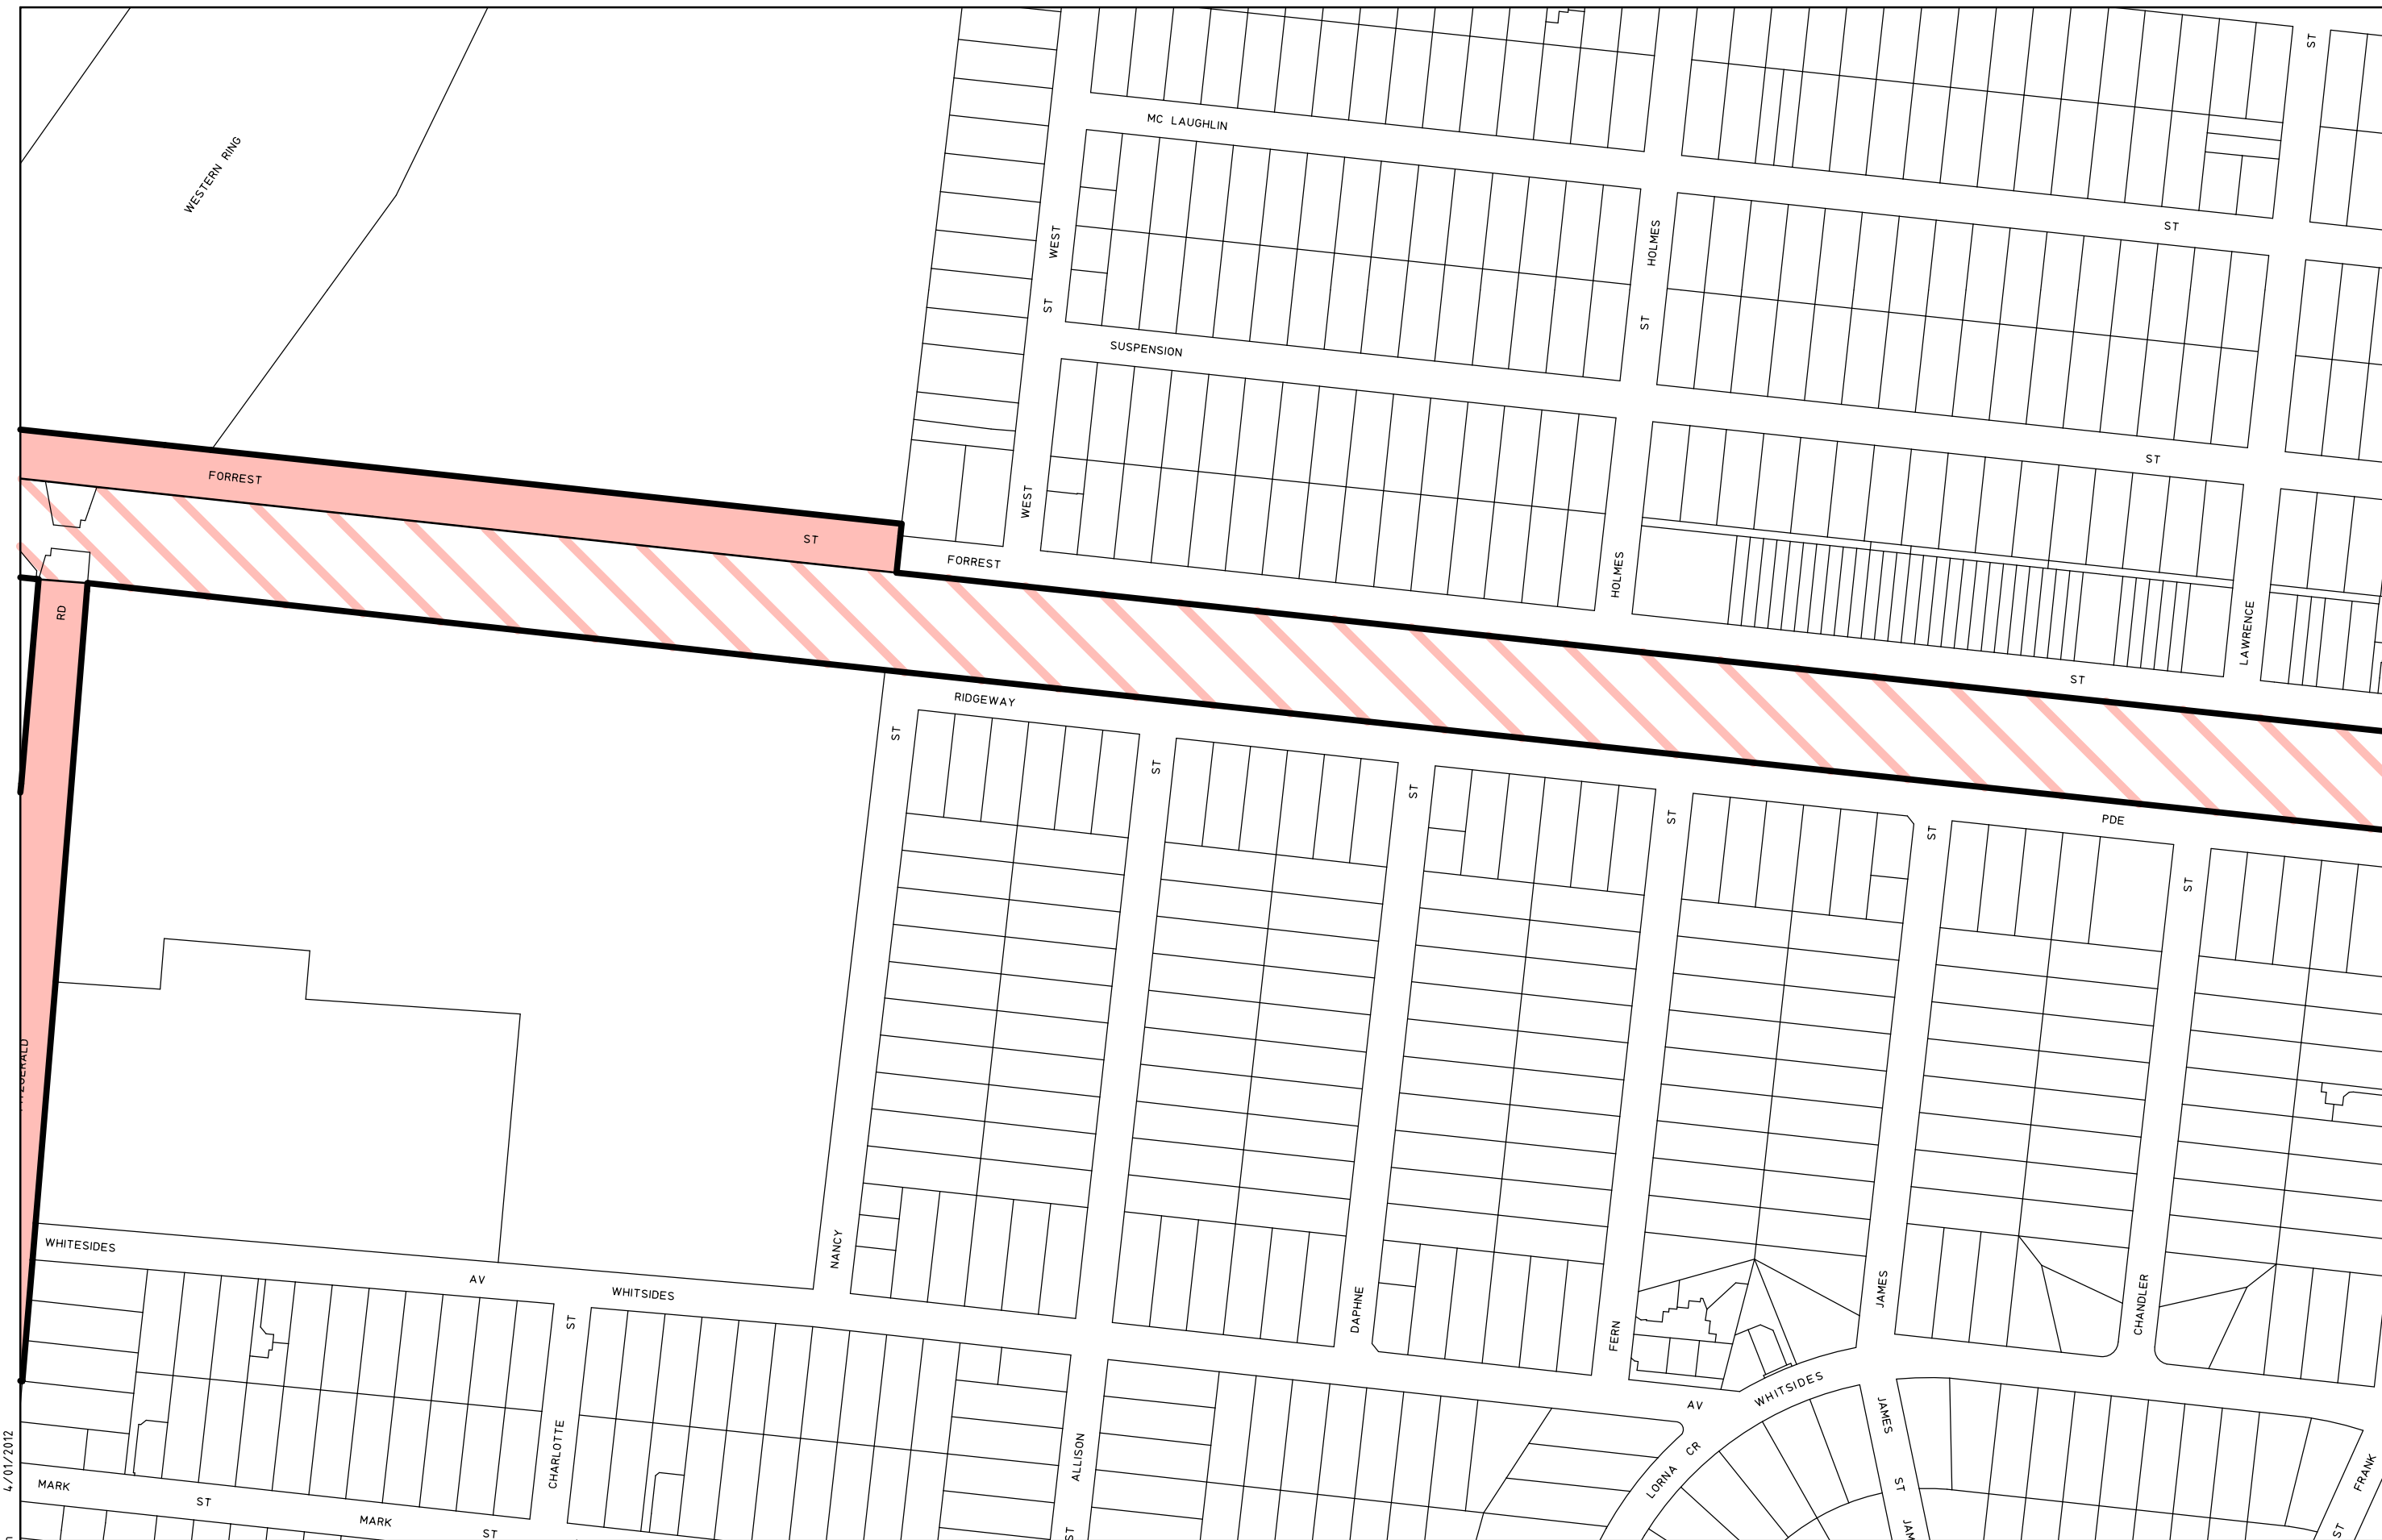 ST
MC LAUGHLIN
WESTERN RING
ST
WEST
HOLMES
ST
ST
SUSPENSION
ST
FORREST
WEST
ST
FORREST
HOLMES
LAWRENCE
RD
ST
RIDGEWAY
ST
ST
ST
ST
ST
PDE
ST
WHITESIDES
AV
WHITSIDES
NANCY
DAPHNE
FERN
JAMES
CHANDLER
ST
WHITSIDES
AV
JAMES
CHARLOTTE
ALLISON
LORNA CR
ST
FRANK
4/01/2012
MARK
ST
MARK
ST
ST
ST